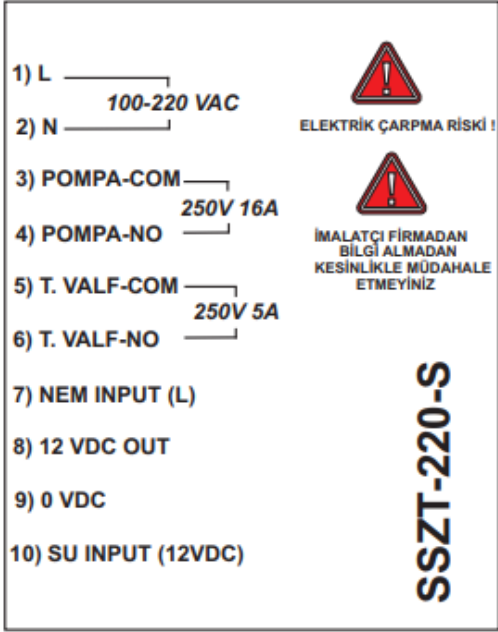 1) L
100-220 VAC
2) N
3) POMPA-COM
250V 16A
4) POMPA-NO
5) T. VALF-COM
250V 5A
6) T. VALF-NO
7) NEM INPUT (L)
8) 12 VDC OUT
9) 0 VDC
10) SU INPUT (12VDC)
ELEKTRİK ÇARPMA RİSKİ !
İMALATÇI FİRMADAN
BİLGİ ALMADAN
KESİNLİKLE MÜDAHALE
ETMEYİNİZ
SSZT-220-S